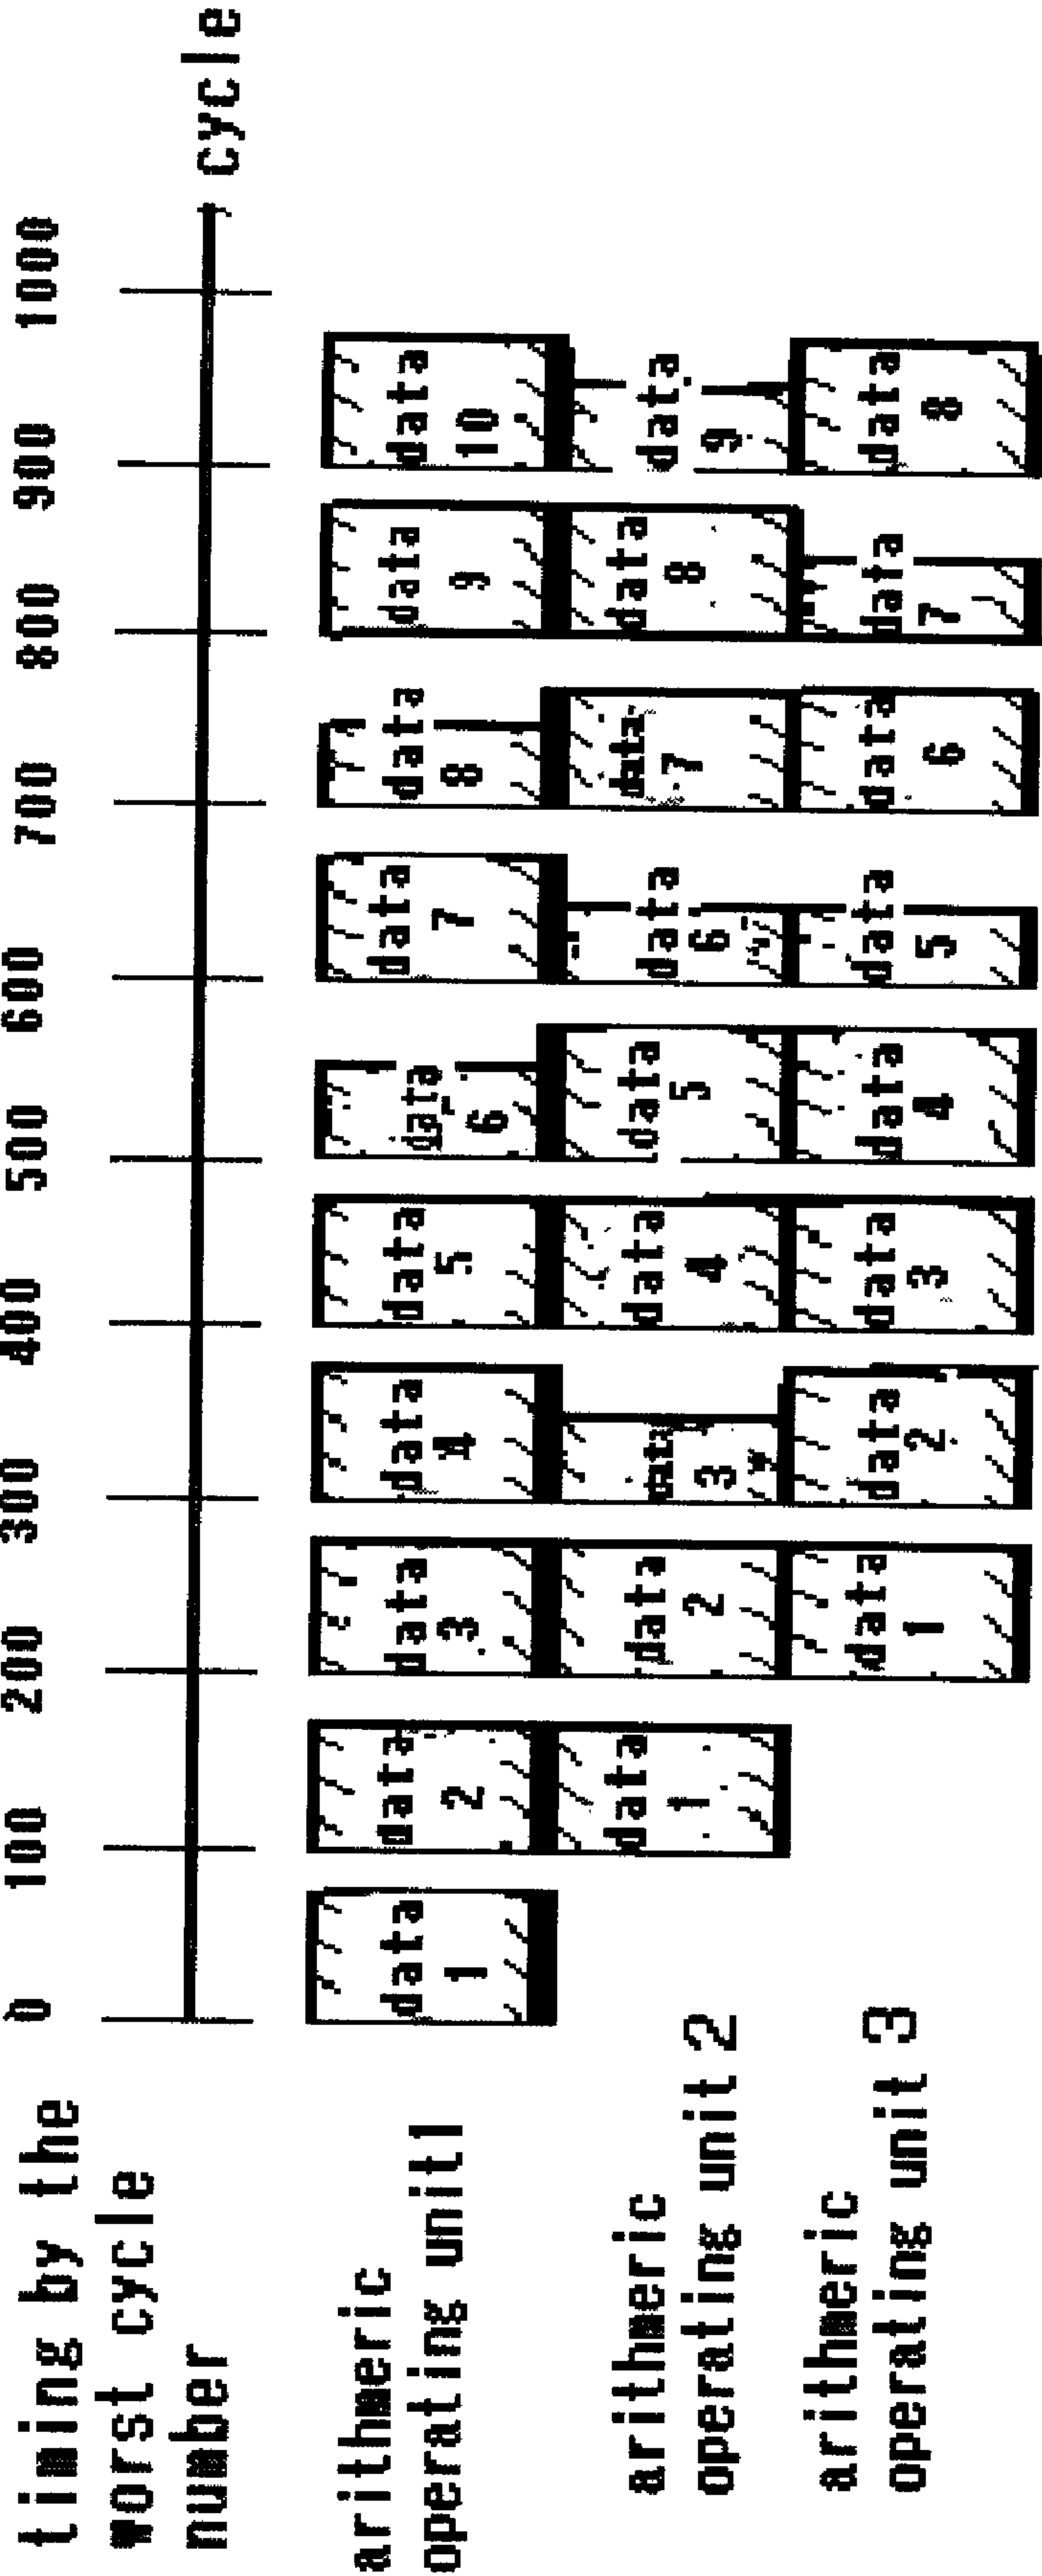 timing by the
worst cycle
number
0 100 200 300 400 500 600 700 800 900 1000
cycle
arithmeric
operating unit1
data 1 data 2 data 3 data 4 data 5 data 6 data 7 data 8 data 9 data 10
arithmeric
operating unit 2
data 1 data 2 data 3 data 4 data 5 data 6 data 7 data 8 data 9
arithmeric
operating unit 3
data 1 data 2 data 3 data 4 data 5 data 6 data 7 data 8